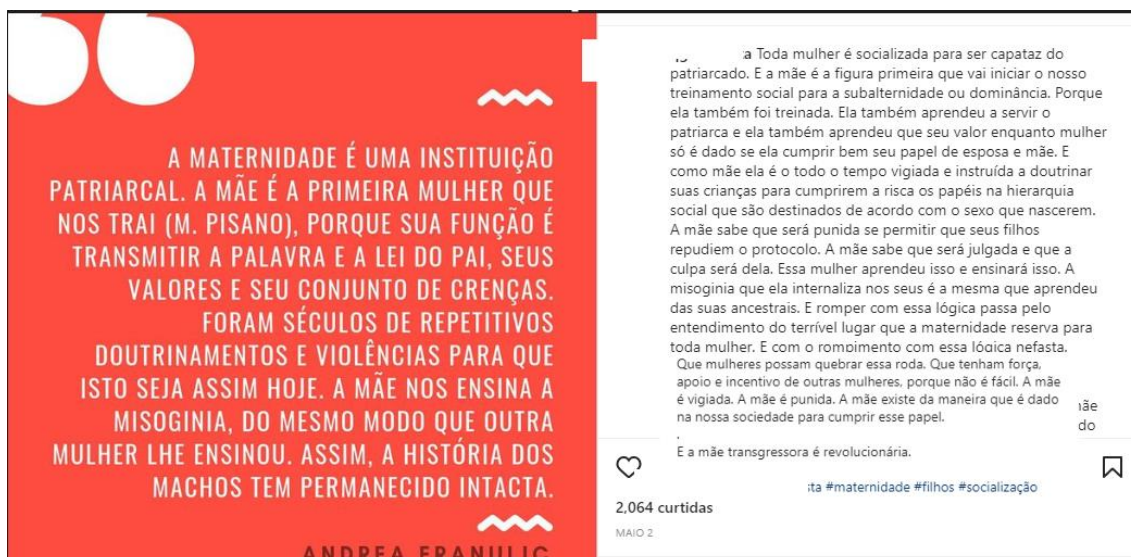 A MATERNIDADE É UMA INSTITUIÇÃO
PATRIARCAL. A MÃE É A PRIMEIRA MULHER QUE
NOS TRAI (M. PISANO), PORQUE SUA FUNÇÃO É
TRANSMITIR A PALAVRA E A LEI DO PAI, SEUS
VALORES E SEU CONJUNTO DE CRENÇAS.
FORAM SÉCULOS DE REPETITIVOS
DOUTRINAMENTOS E VIOLÊNCIAS PARA QUE
ISTO SEJA ASSIM HOJE. A MÃE NOS ENSINA A
MISOGINIA, DO MESMO MODO QUE OUTRA
MULHER LHE ENSINOU. ASSIM, A HISTÓRIA DOS
MACHOS TEM PERMANECIDO INTACTA.
ANDREA FRANULIC
a Toda mulher é socializada para ser capataz do
patriarcado. E a mãe é a figura primeira que vai iniciar o nosso
treinamento social para a subalternidade ou dominância. Porque
ela também foi treinada. Ela também aprendeu a servir o
patriarca e ela também aprendeu que seu valor enquanto mulher
só é dado se ela cumprir bem seu papel de esposa e mãe. E
como mãe ela é o todo o tempo vigiada e instruída a doutrinar
suas crianças para cumprirem a risca os papéis na hierarquia
social que são destinados de acordo com o sexo que nascerem.
A mãe sabe que será punida se permitir que seus filhos
repudiem o protocolo. A mãe sabe que será julgada e que a
culpa será dela. Essa mulher aprendeu isso e ensinará isso. A
misoginia que ela internaliza nos seus é a mesma que aprendeu
das suas ancestrais. E romper com essa lógica passa pelo
entendimento do terrível lugar que a maternidade reserva para
toda mulher. E com o rompimento com essa lógica nefasta.
Que mulheres possam quebrar essa roda. Que tenham força,
apoio e incentivo de outras mulheres, porque não é fácil. A mãe
é vigiada. A mãe é punida. A mãe existe da maneira que é dado
na nossa sociedade para cumprir esse papel.
.
E a mãe transgressora é revolucionária.
#maternidade #filhos #socialização
2,064 curtidas
MAIO 2